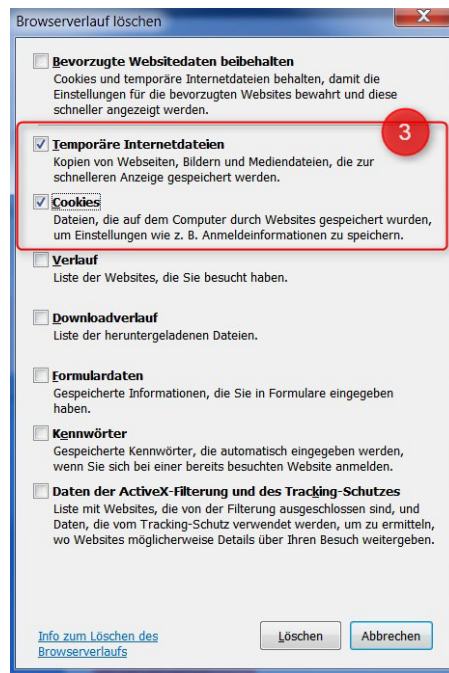 Browserverlauf löschen
Bevorzugte Websitedaten beibehalten
Cookies und temporäre Internetdateien behalten, damit die
Einstellungen für die bevorzugten Websites bewahrt und diese
schneller angezeigt werden.
3
Temporäre Internetdateien
Kopien von Webseiten, Bildern und Mediendateien, die zur
schnelleren Anzeige gespeichert werden.
Cookies
Dateien, die auf dem Computer durch Websites gespeichert wurden,
um Einstellungen wie z. B. Anmeldeinformationen zu speichern.
Verlauf
Liste der Websites, die Sie besucht haben.
Downloadverlauf
Liste der heruntergeladenen Dateien.
Formulardaten
Gespeicherte Informationen, die Sie in Formulare eingegeben
haben.
Kennwörter
Gespeicherte Kennwörter, die automatisch eingegeben werden,
wenn Sie sich bei einer bereits besuchten Website anmelden.
Daten der ActiveX-Filterung und des Tracking-Schutzes
Liste mit Websites, die von der Filterung ausgeschlossen sind, und
Daten, die vom Tracking-Schutz verwendet werden, um zu ermitteln,
wo Websites möglicherweise Details über Ihren Besuch weitergeben.
Info zum Löschen des
Browserverlaufs
Löschen
Abbrechen